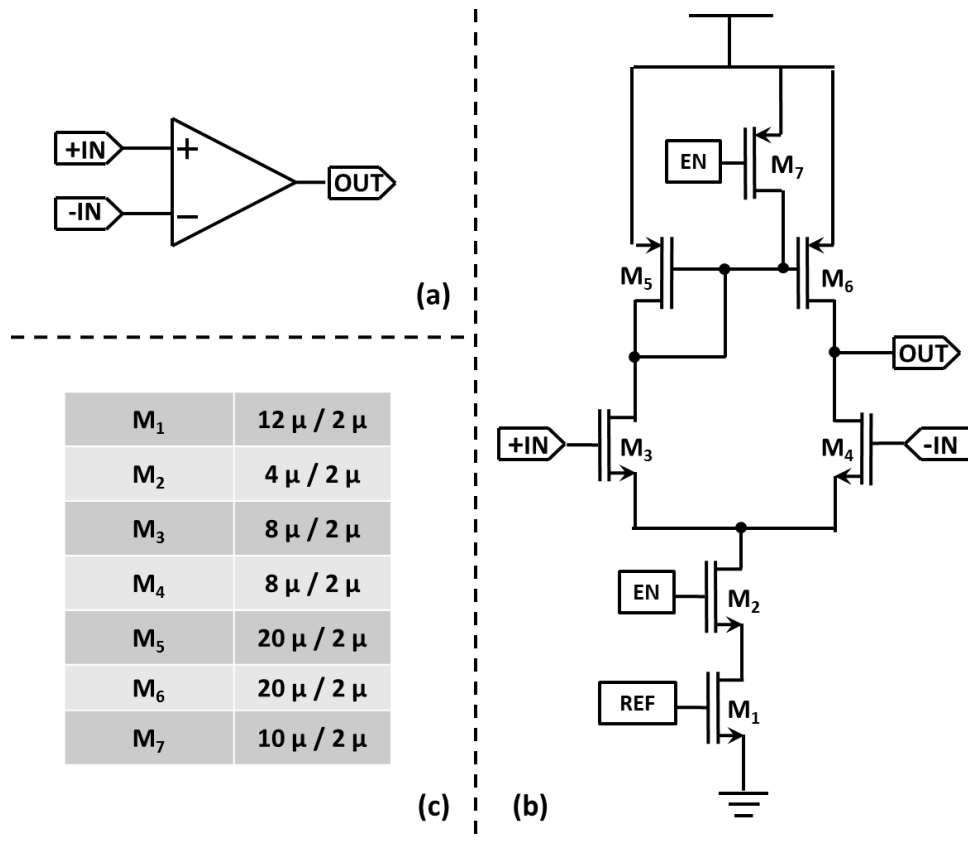 +IN
+
-IN
−
OUT
(a)
M₁ 12 µ / 2 µ
M₂ 4 µ / 2 µ
M₃ 8 µ / 2 µ
M₄ 8 µ / 2 µ
M₅ 20 µ / 2 µ
M₆ 20 µ / 2 µ
M₇ 10 µ / 2 µ
(c)
EN
M₇
M₅
M₆
OUT
+IN
M₃
M₄
-IN
EN
M₂
REF
M₁
(b)